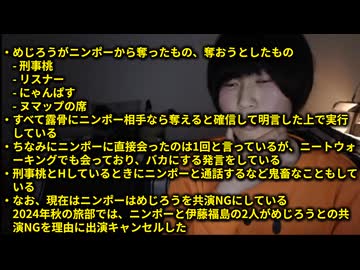 ・めじろうがニンポーから奪ったもの、奪おうとしたもの
- 刑事桃
- リスナー
- にゃんぱす
- ヌマップの席
・すべて露骨にニンポー相手なら奪えると確信して明言した上で実行
している
・ちなみにニンポーに直接会ったのは1回と言っているが、ニートウォ
ーキングでも会っており、バカにする発言をしている
・刑事桃とHしているときにニンポーと通話するなど鬼畜なこともして
いる
・なお、現在はニンポーはめじろうを共演NGにしている
2024年秋の旅部では、ニンポーと伊藤福島の2人がめじろうとの共
演NGを理由に出演キャンセルした